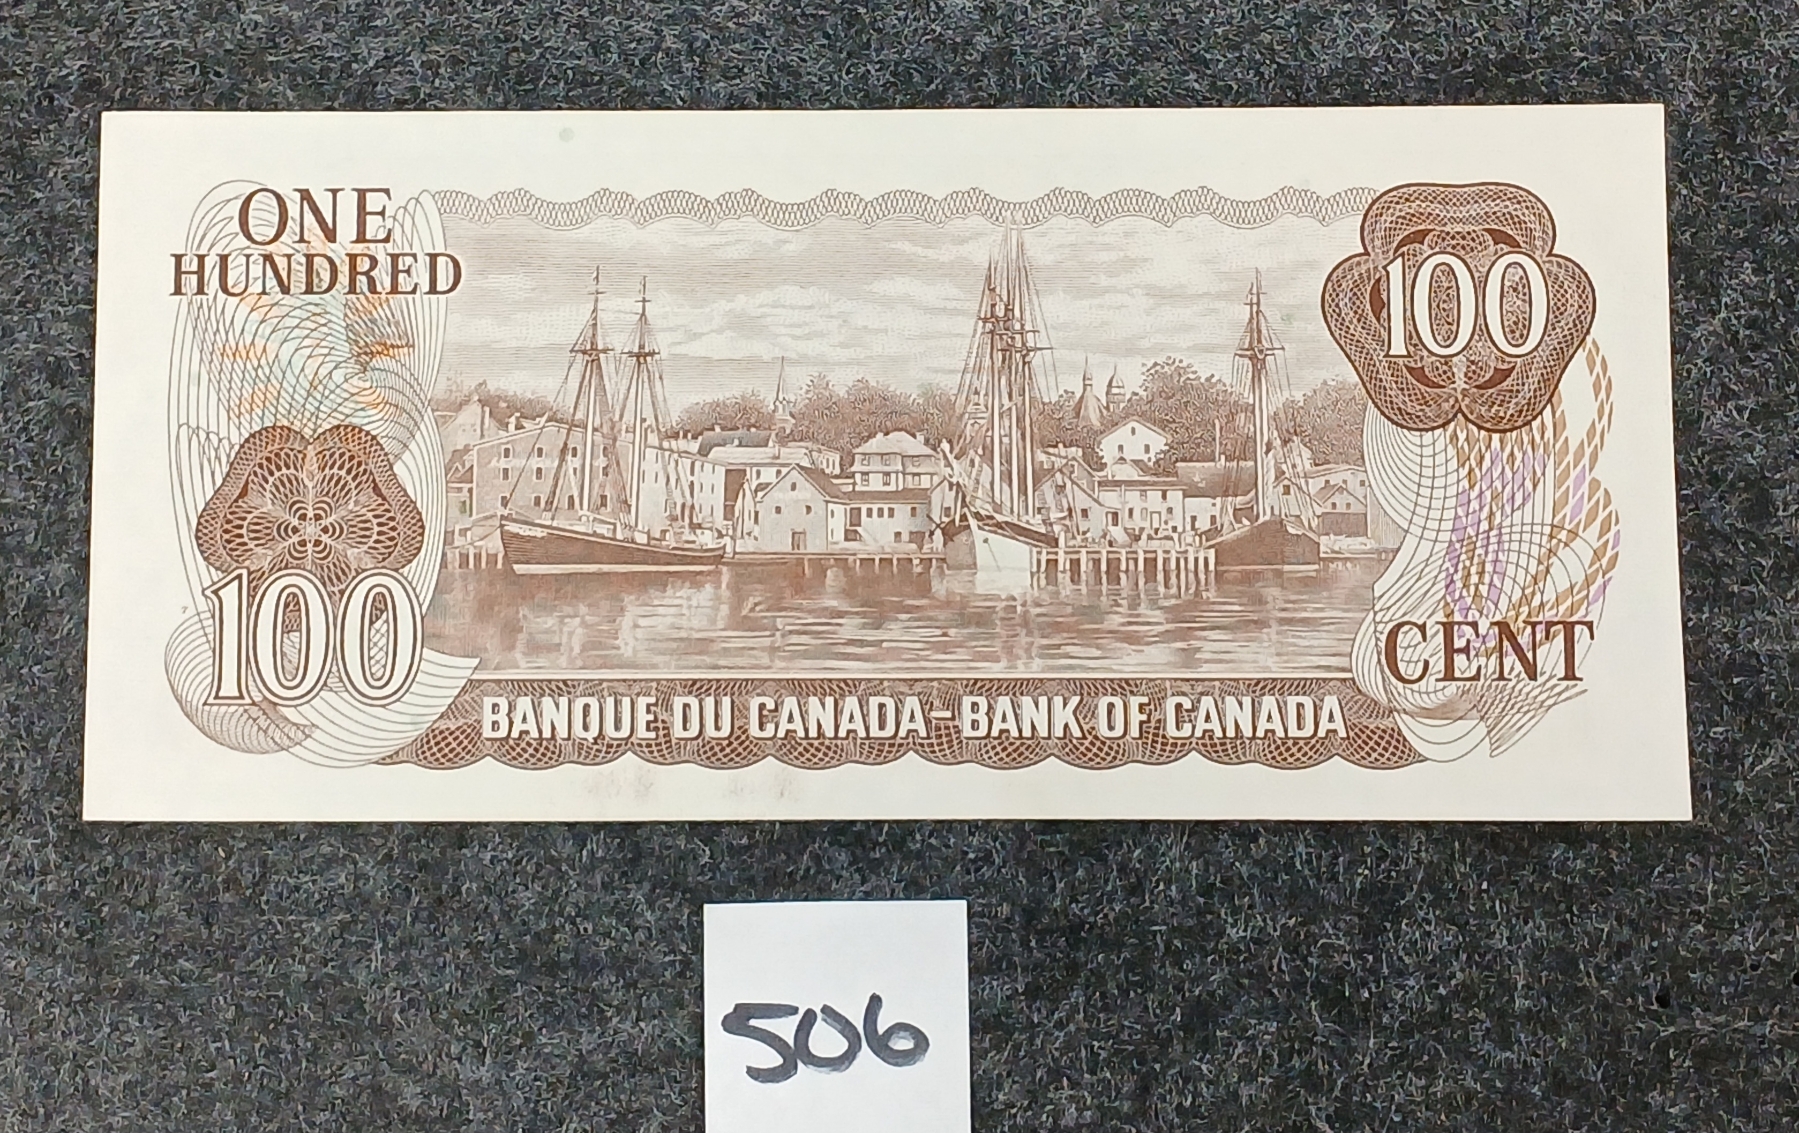 ONE
HUNDRED
100
100
CENT
BANQUE DU CANADA-BANK OF CANADA
506